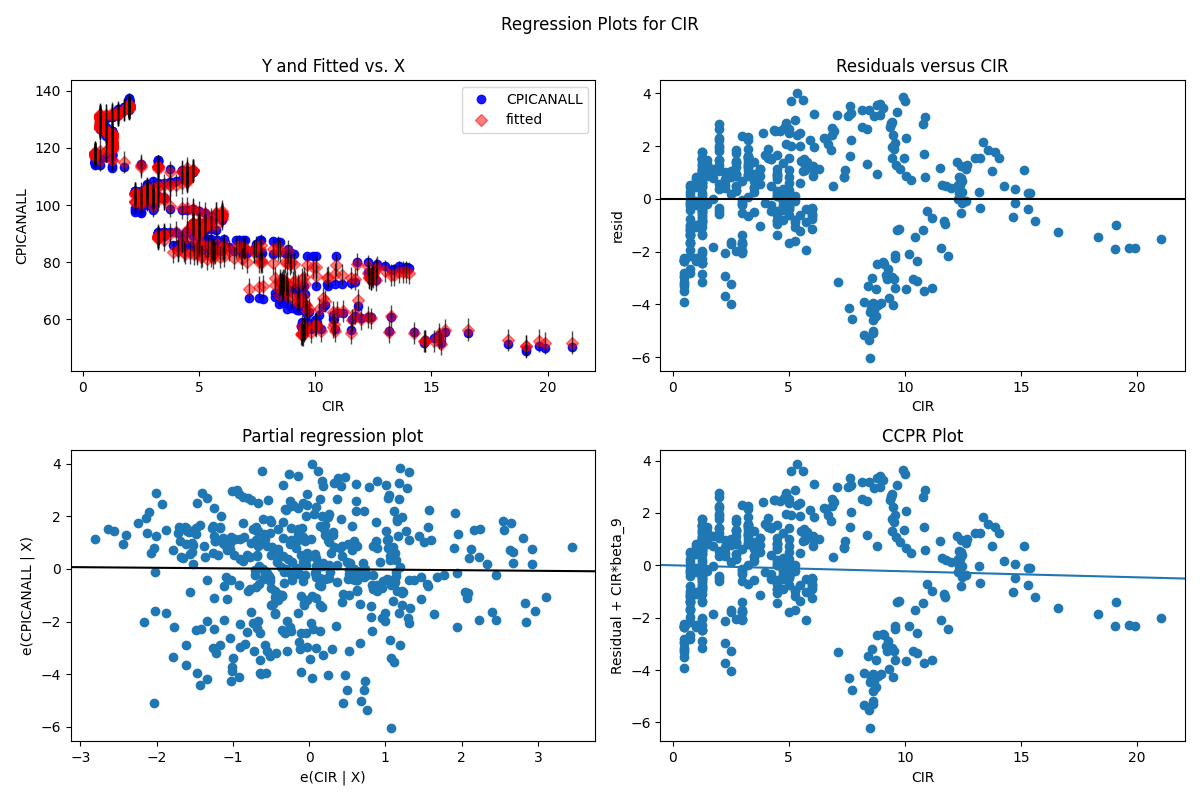 Regression Plots for CIR
Y and Fitted vs. X
140
120
100
80
60
CPICANALL
CPICANALL
fitted
0 5 10 15 20
CIR
Residuals versus CIR
4
2
0
−2
−4
−6
resid
0 5 10 15 20
CIR
Partial regression plot
4
2
0
−2
−4
−6
e(CPICANALL | X)
−3 −2 −1 0 1 2 3
e(CIR | X)
CCPR Plot
4
2
0
−2
−4
−6
Residual + CIR*beta_9
0 5 10 15 20
CIR